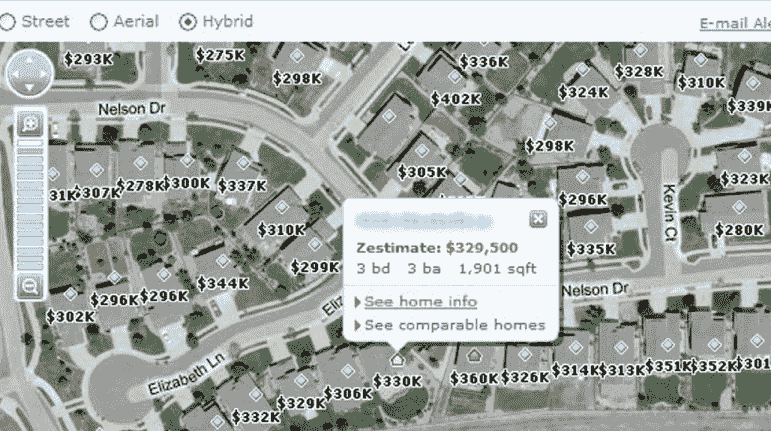 Street Aerial Hybrid
E-mail Ale
$293K
$275K
$298K
$336K
$402K
$328K
$324K
$310K
$339K
Nelson Dr
$298K
$305K
31K $307K $278K $300K $337K
$296K
$323K
Kevin Ct
$310K
$280K
$299K
$335K
Zestimate: $329,500
3 bd 3 ba 1,901 sqft
See home info
See comparable homes
Nelson Dr
$344K
$296K $296K
$302K
Eliz
Elizabeth Ln
$332K $329K $306K $330K $360K $326K $314K $313K $351K $352K $301